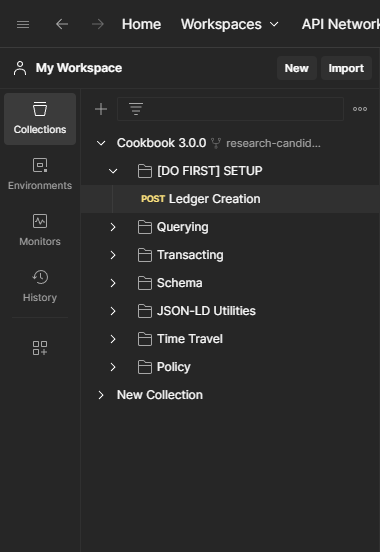 Home Workspaces API Network
My Workspace New Import
Collections
Environments
Monitors
History
Cookbook 3.0.0 research-candid...
[DO FIRST] SETUP
POST Ledger Creation
Querying
Transacting
Schema
JSON-LD Utilities
Time Travel
Policy
New Collection